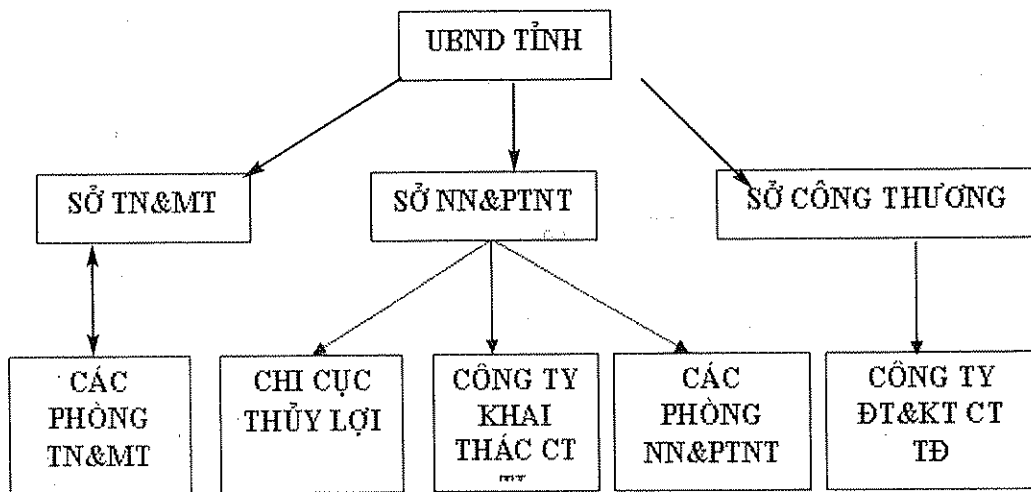 UBND TỈNH
SỞ TN&MT
SỞ NN&PTNT
SỞ CÔNG THƯƠNG
CÁC
PHÒNG
TN&MT
CHI CỤC
THỦY LỢI
CÔNG TY
KHAI
THÁC CT
CÁC
PHÒNG
NN&PTNT
CÔNG TY
ĐT&KT CT
TĐ